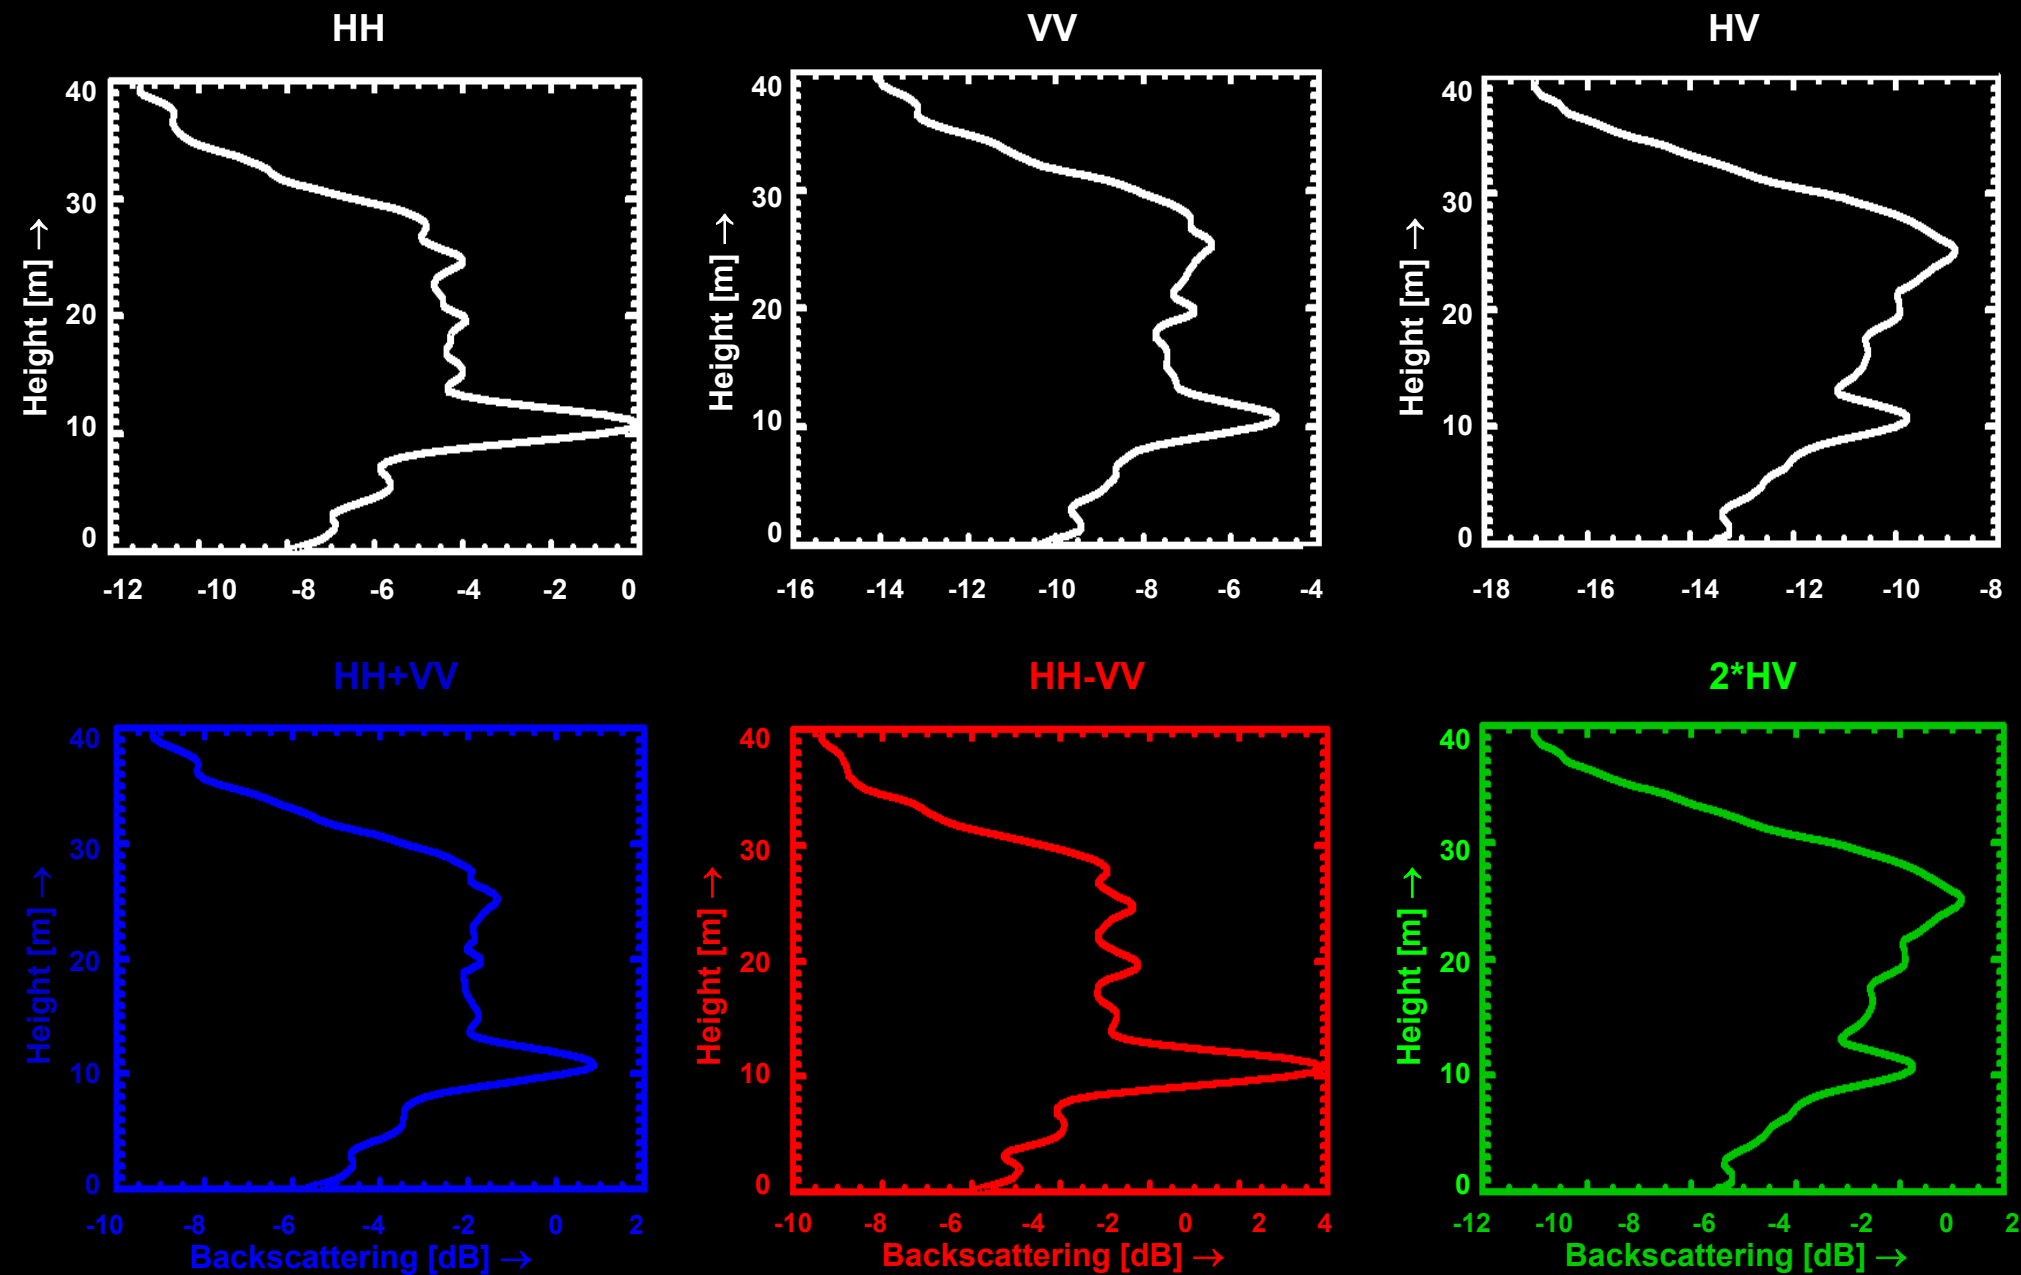 HH VV HV
40 40 40
30 30 30
20 20 20
10 10 10
0 0 0
Height [m] → Height [m] → Height [m] →
-12 -10 -8 -6 -4 -2 0 -16 -14 -12 -10 -8 -6 -4 -18 -16 -14 -12 -10 -8
HH+VV HH-VV 2*HV
40 40 40
30 30 30
20 20 20
10 10 10
0 0 0
Height [m] → Height [m] → Height [m] →
-10 -8 -6 -4 -2 0 2 -10 -8 -6 -4 -2 0 2 4 -12 -10 -8 -6 -4 -2 0 2
Backscattering [dB] → Backscattering [dB] → Backscattering [dB] →